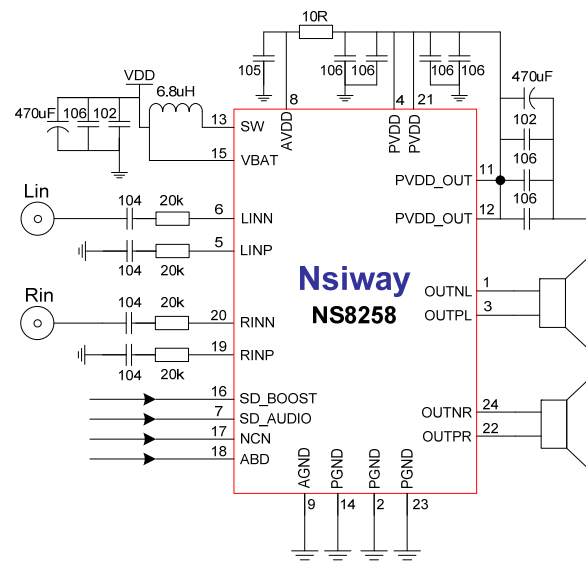 10R
105
106
106
106
106
VDD
6.8uH
470uF
106
102
470uF
102
106
106
8
4
21
AVDD
PVDD
PVDD
13
SW
15
VBAT
11
PVDD_OUT
12
PVDD_OUT
Lin
104
20k
6
LINN
5
LINP
104
20k
Nsiway
NS8258
1
OUTNL
3
OUTPL
Rin
104
20k
20
RINN
19
RINP
104
20k
16
SD_BOOST
7
SD_AUDIO
17
NCN
18
ABD
24
OUTNR
22
OUTPR
AGND
PGND
PGND
PGND
9
14
2
23